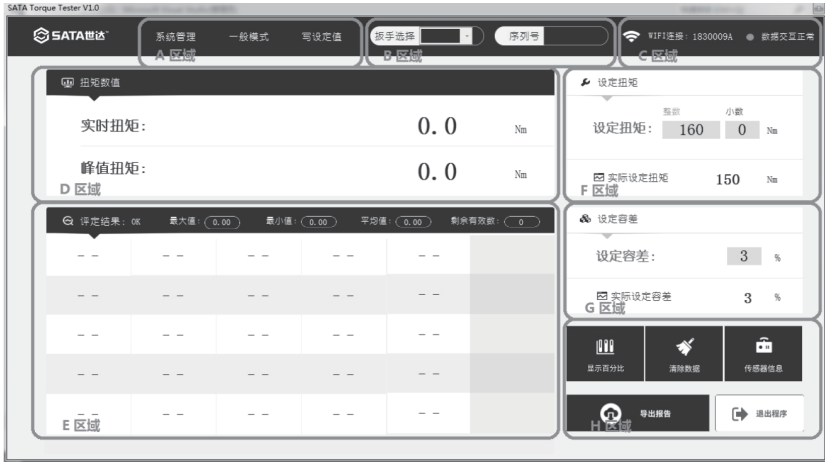 SATA Torque Tester V1.0
SATA世达 系统管理 一般模式 写设定值 扳手选择 序列号 WIFI连接: 1830009A 数据交互正常
A 区域 B 区域 C 区域
扭矩数值 设定扭矩
整数 小数
实时扭矩: 0.0 Nm 设定扭矩: 160 0 Nm
峰值扭矩: 0.0 Nm 实际设定扭矩 150 Nm
D 区域 F 区域
评定结果: OK 最大值: 0.00 最小值: 0.00 平均值: 0.00 剩余有效数: 0 设定容差
-- -- -- -- -- 设定容差: 3 %
-- -- -- -- -- 实际设定容差 3 %
G 区域
-- -- -- -- --
-- -- -- -- -- 显示百分比 清除数据 传感器信息
-- -- -- -- -- 导出报告 退出程序
E 区域 H 区域